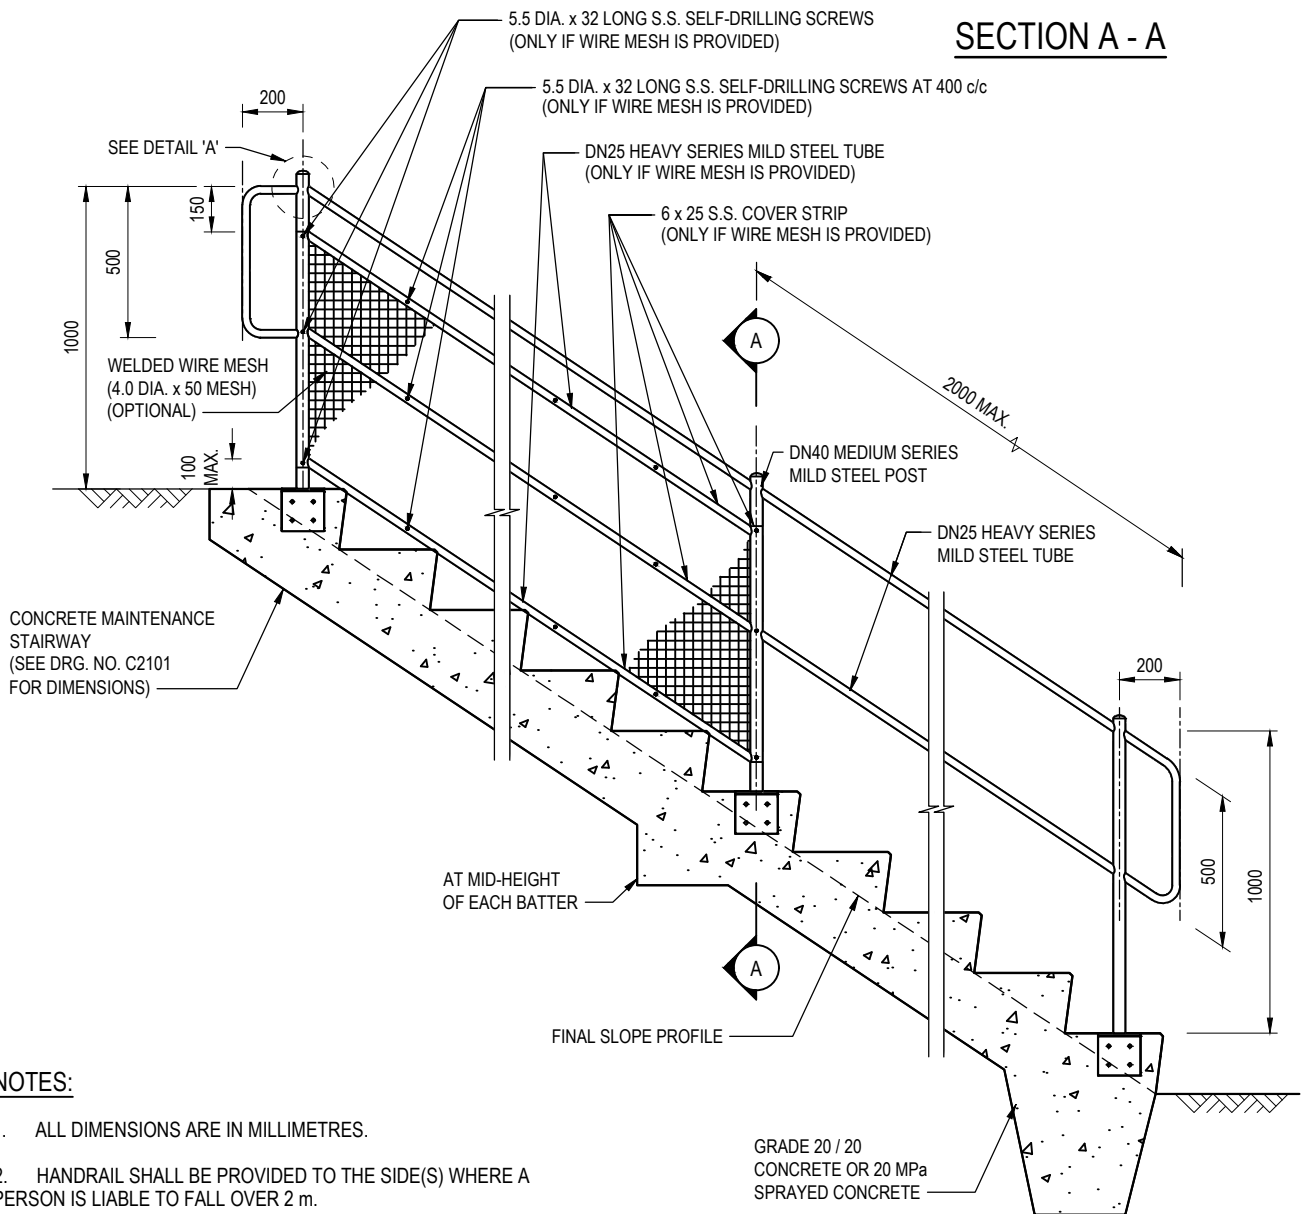 5.5 DIA. x 32 LONG S.S. SELF-DRILLING SCREWS
(ONLY IF WIRE MESH IS PROVIDED)
SECTION A - A
5.5 DIA. x 32 LONG S.S. SELF-DRILLING SCREWS AT 400 c/c
(ONLY IF WIRE MESH IS PROVIDED)
200
SEE DETAIL 'A'
DN25 HEAVY SERIES MILD STEEL TUBE
(ONLY IF WIRE MESH IS PROVIDED)
6 x 25 S.S. COVER STRIP
(ONLY IF WIRE MESH IS PROVIDED)
150
500
1000
A
WELDED WIRE MESH
(4.0 DIA. x 50 MESH)
(OPTIONAL)
2000 MAX.
100
MAX.
DN40 MEDIUM SERIES
MILD STEEL POST
DN25 HEAVY SERIES
MILD STEEL TUBE
CONCRETE MAINTENANCE
STAIRWAY
(SEE DRG. NO. C2101
FOR DIMENSIONS)
200
500
1000
AT MID-HEIGHT
OF EACH BATTER
A
FINAL SLOPE PROFILE
NOTES:
. ALL DIMENSIONS ARE IN MILLIMETRES.
2. HANDRAIL SHALL BE PROVIDED TO THE SIDE(S) WHERE A
PERSON IS LIABLE TO FALL OVER 2 m.
GRADE 20 / 20
CONCRETE OR 20 MPa
SPRAYED CONCRETE